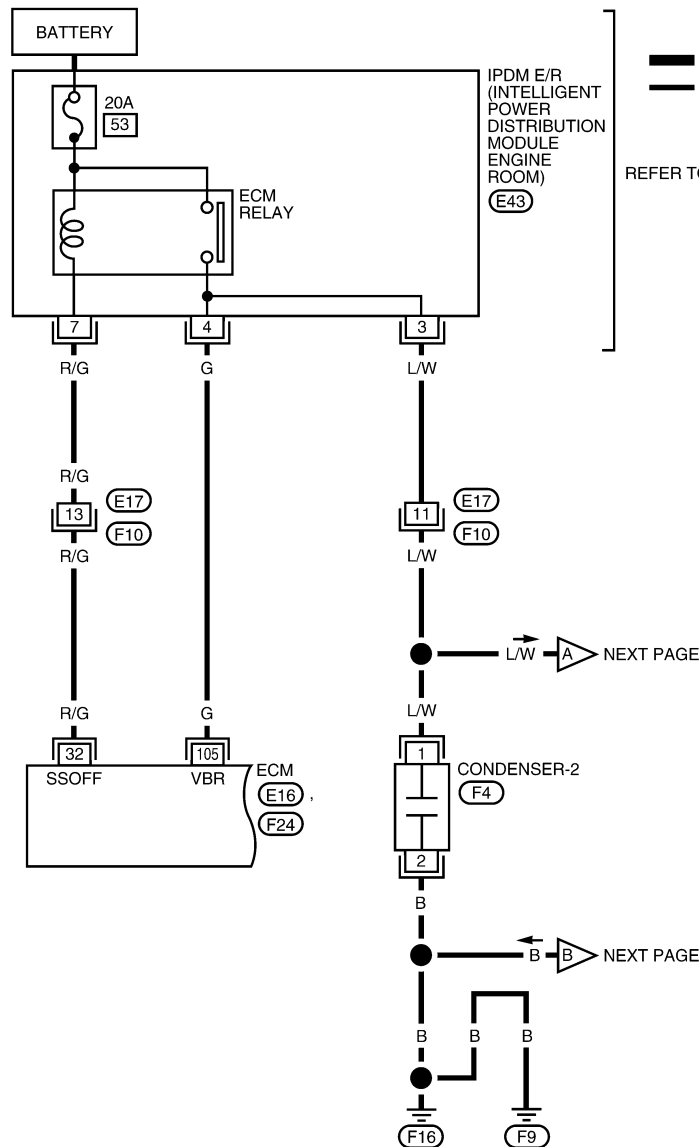 BATTERY
20A
53
ECM
RELAY
IPDM E/R
(INTELLIGENT
POWER
DISTRIBUTION
MODULE
ENGINE
ROOM)
E43
REFER TO
7
4
3
R/G
G
L/W
R/G
13
E17
F10
11
E17
F10
R/G
L/W
L/W
A
NEXT PAGE
R/G
G
L/W
32
105
1
SSOFF
VBR
ECM
E16 ,
F24
CONDENSER-2
F4
2
B
B
B
NEXT PAGE
B
B
B
F16
F9